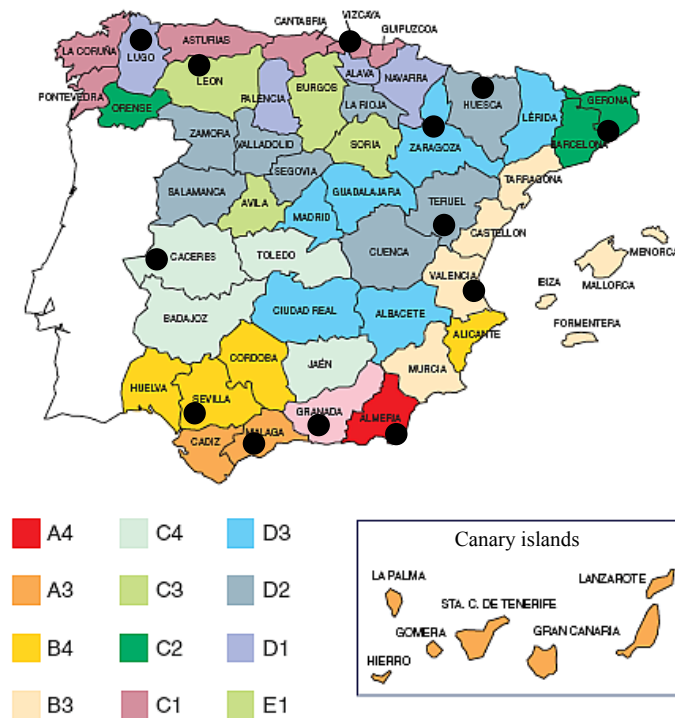 CANTABRIA
VIZCAYA
GUIPUZCOA
LA CORUÑA
LUGO
ASTURIAS
PONTEVEDRA
ORENSE
LEON
PALENCIA
BURGOS
ALAVA
NAVARRA
LA RIOJA
HUESCA
LÉRIDA
GERONA
BARCELONA
ZAMORA
VALLADOLID
SORIA
ZARAGOZA
TARRAGONA
SALAMANCA
SEGOVIA
AVILA
MADRID
GUADALAJARA
TERUEL
CASTELLON
CACERES
TOLEDO
CUENCA
VALENCIA
MENORCA
MALLORCA
IBIZA
FORMENTERA
BADAJOZ
CIUDAD REAL
ALBACETE
ALICANTE
HUELVA
CORDOBA
SEVILLA
JAÉN
MURCIA
CADIZ
MALAGA
GRANADA
ALMERIA
A4
C4
D3
A3
C3
D2
B4
C2
D1
B3
C1
E1
Canary islands
LA PALMA
LANZAROTE
STA. C. DE TENERIFE
GOMERA
GRAN CANARIA
HIERRO